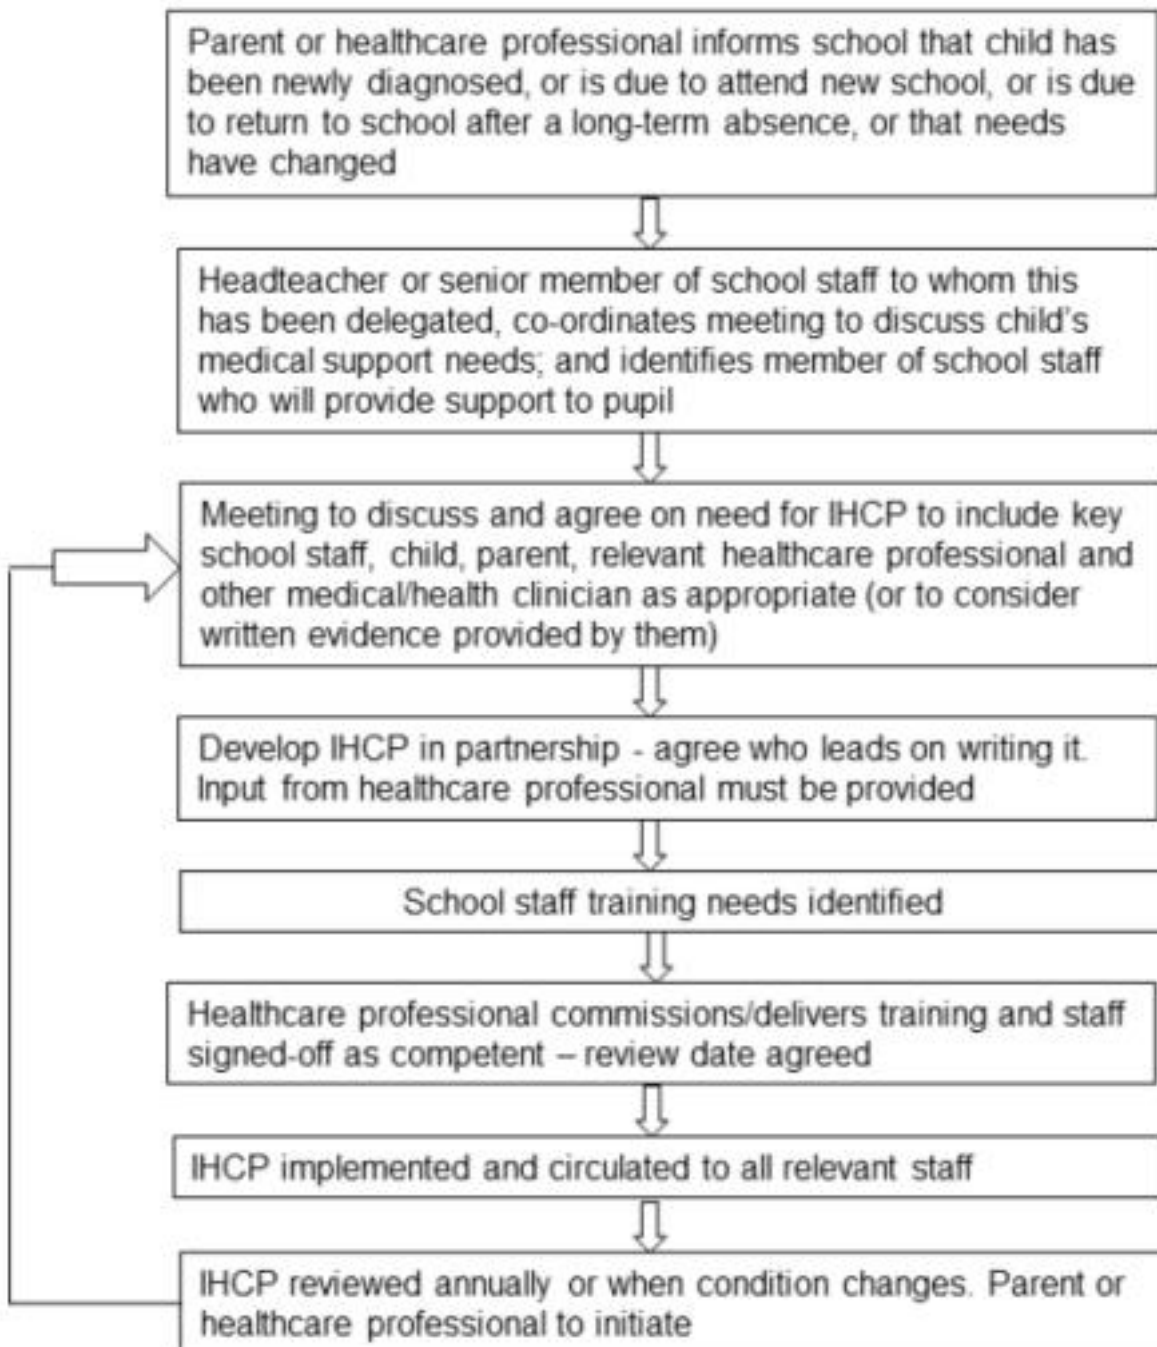 Parent or healthcare professional informs school that child has
been newly diagnosed, or is due to attend new school, or is due
to return to school after a long-term absence, or that needs
have changed
Headteacher or senior member of school staff to whom this
has been delegated, co-ordinates meeting to discuss child's
medical support needs; and identifies member of school staff
who will provide support to pupil
Meeting to discuss and agree on need for IHCP to include key
school staff, child, parent, relevant healthcare professional and
other medical/health clinician as appropriate (or to consider
written evidence provided by them)
Develop IHCP in partnership - agree who leads on writing it.
Input from healthcare professional must be provided
School staff training needs identified
Healthcare professional commissions/delivers training and staff
signed-off as competent – review date agreed
IHCP implemented and circulated to all relevant staff
IHCP reviewed annually or when condition changes. Parent or
healthcare professional to initiate